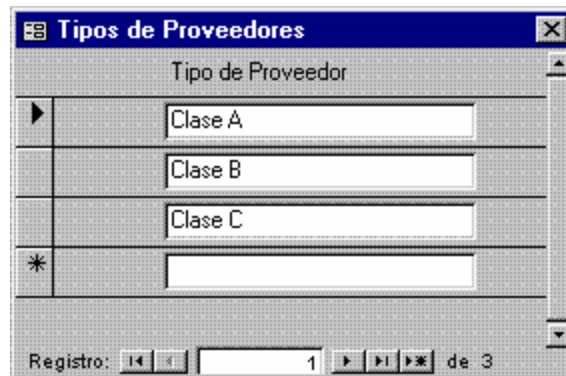 Tipos de Proveedores
Tipo de Proveedor
Clase A
Clase B
Clase C
Registro: 1 de 3